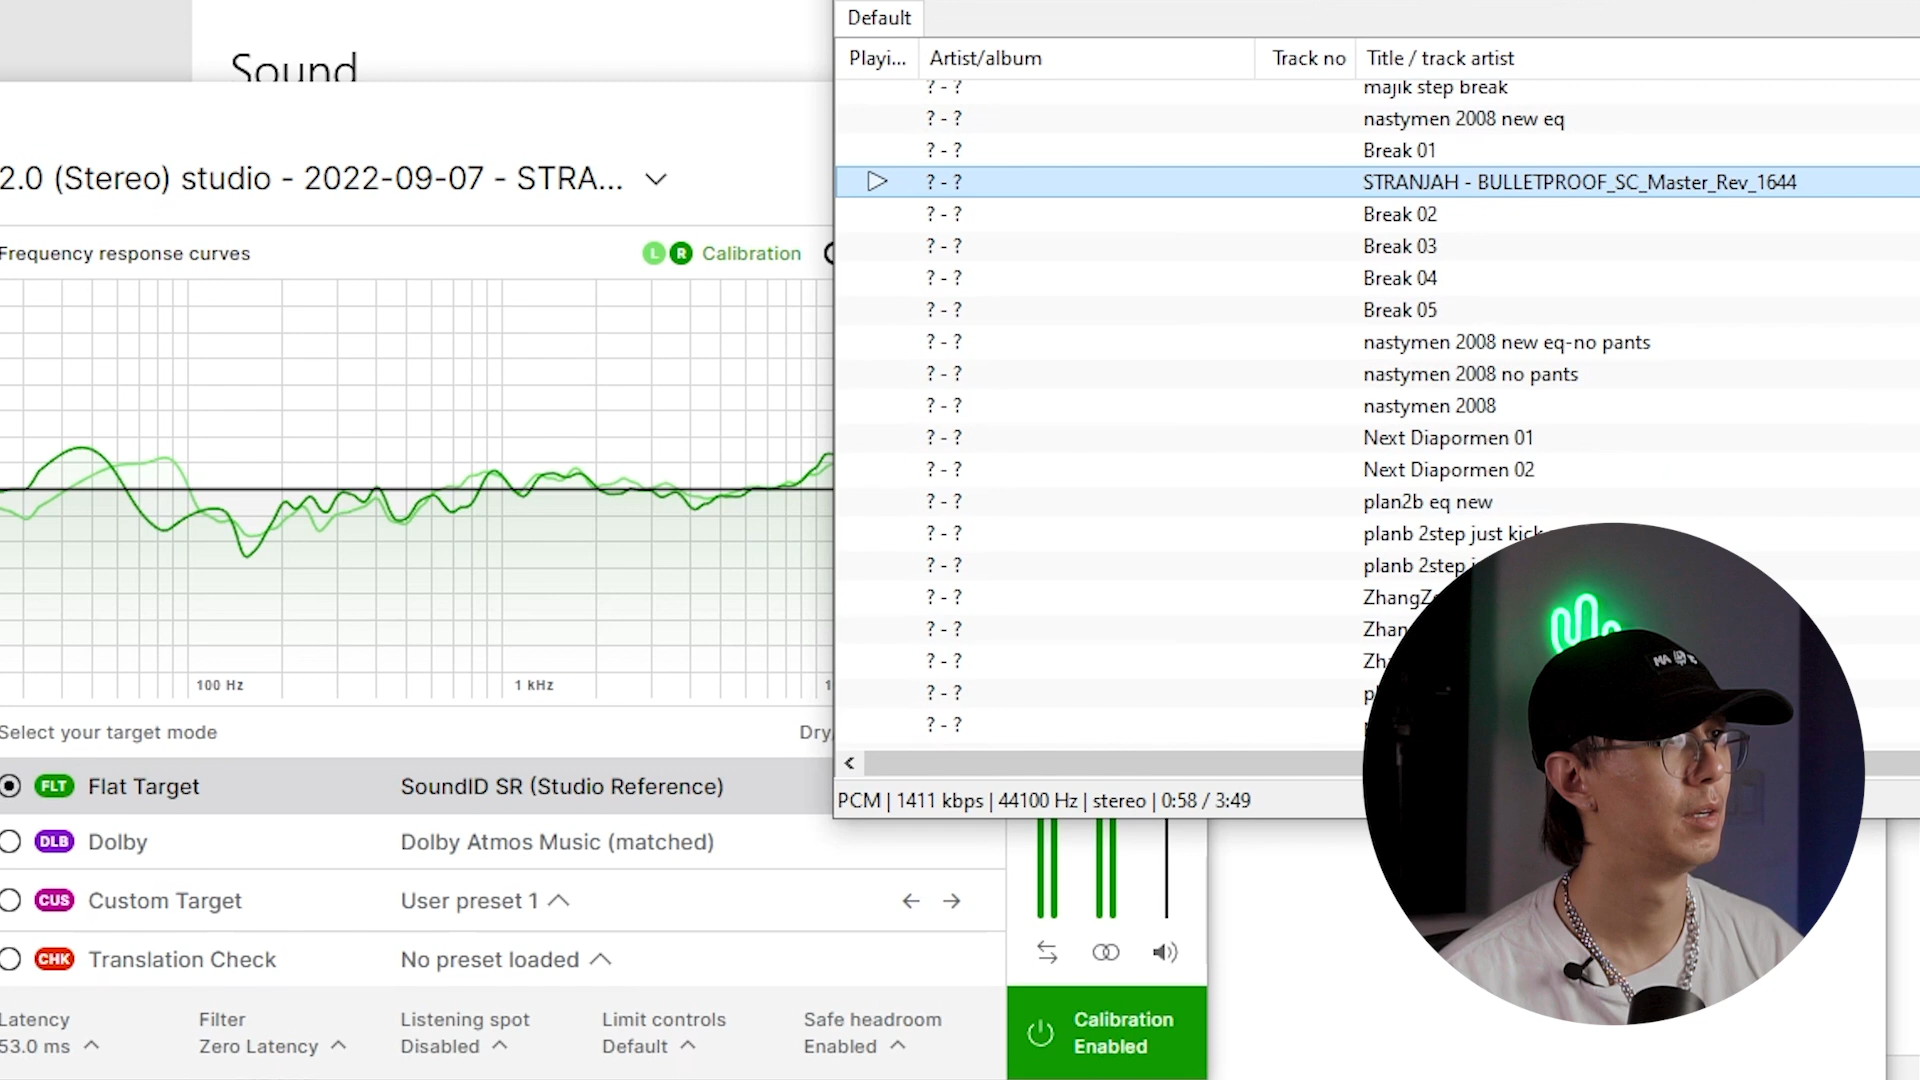 Sound
2.0 (Stereo) studio - 2022-09-07 - STRA...
Frequency response curves
L R Calibration
100 Hz
1 kHz
1
Select your target mode
Dry
FLT Flat Target SoundID SR (Studio Reference)
DLB Dolby Dolby Atmos Music (matched)
CUS Custom Target User preset 1
CHK Translation Check No preset loaded
Latency
53.0 ms
Filter
Zero Latency
Listening spot
Disabled
Limit controls
Default
Safe headroom
Enabled
Calibration
Enabled
Default
Playi... Artist/album Track no Title / track artist
? - ? majik step break
? - ? nastymen 2008 new eq
? - ? Break 01
? - ? STRANJAH - BULLETPROOF_SC_Master_Rev_1644
? - ? Break 02
? - ? Break 03
? - ? Break 04
? - ? Break 05
? - ? nastymen 2008 new eq-no pants
? - ? nastymen 2008 no pants
? - ? nastymen 2008
? - ? Next Diapormen 01
? - ? Next Diapormen 02
? - ? plan2b eq new
? - ? planb 2step just kick
? - ? planb 2step
? - ?
? - ?
? - ?
? - ?
? - ?
PCM | 1411 kbps | 44100 Hz | stereo | 0:58 / 3:49